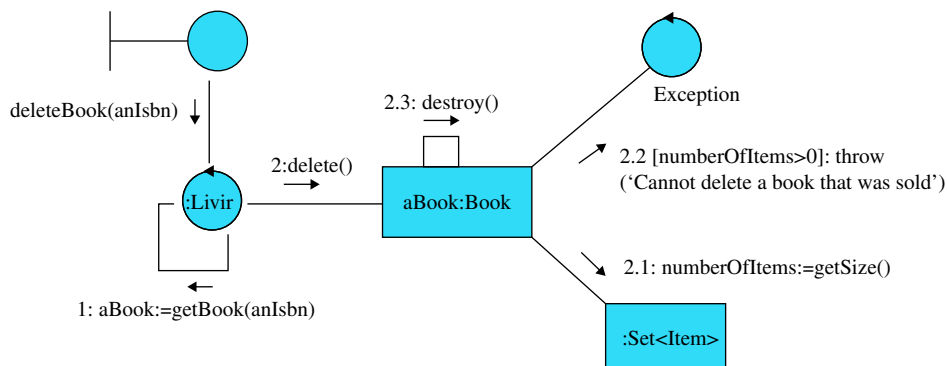 2.3: destroy()
Exception
deleteBook(anIsbn)
2:delete()
2.2 [numberOfItems>0]: throw
(‘Cannot delete a book that was sold’)
:Livir
aBook:Book
2.1: numberOfItems:=getSize()
1: aBook:=getBook(anIsbn)
:Set<Item>